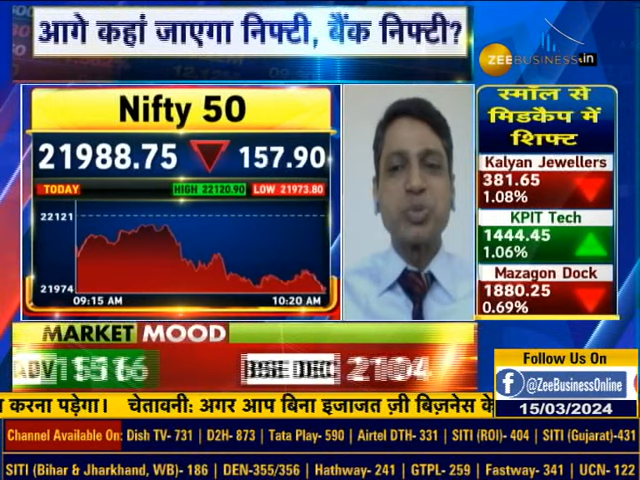 आगे कहां जाएगा निफ्टी, बैंक निफ्टी?
ZEEBUSINESS.in
Nifty 50
21988.75 157.90
TODAY HIGH 22120.90 LOW 21973.80
22121
21974
09:15 AM 10:20 AM
स्मॉल से
मिडकैप में
शिफ्ट
Kalyan Jewellers
381.65
1.08%
KPIT Tech
1444.45
1.06%
Mazagon Dock
1880.25
0.69%
MARKET MOOD
Follow Us On
@ZeeBusinessOnline
15/03/2024
करना पड़ेगा। चेतावनी: अगर आप बिना इजाजत ज़ी बिज़नेस के
Channel Available On: Dish TV- 731 | D2H- 873 | Tata Play- 590 | Airtel DTH- 331 | SITI (ROI)- 404 | SITI (Gujarat)-431
SITI (Bihar & Jharkhand, WB)- 186 | DEN-355/356 | Hathway- 241 | GTPL- 259 | Fastway- 341 | UCN- 122